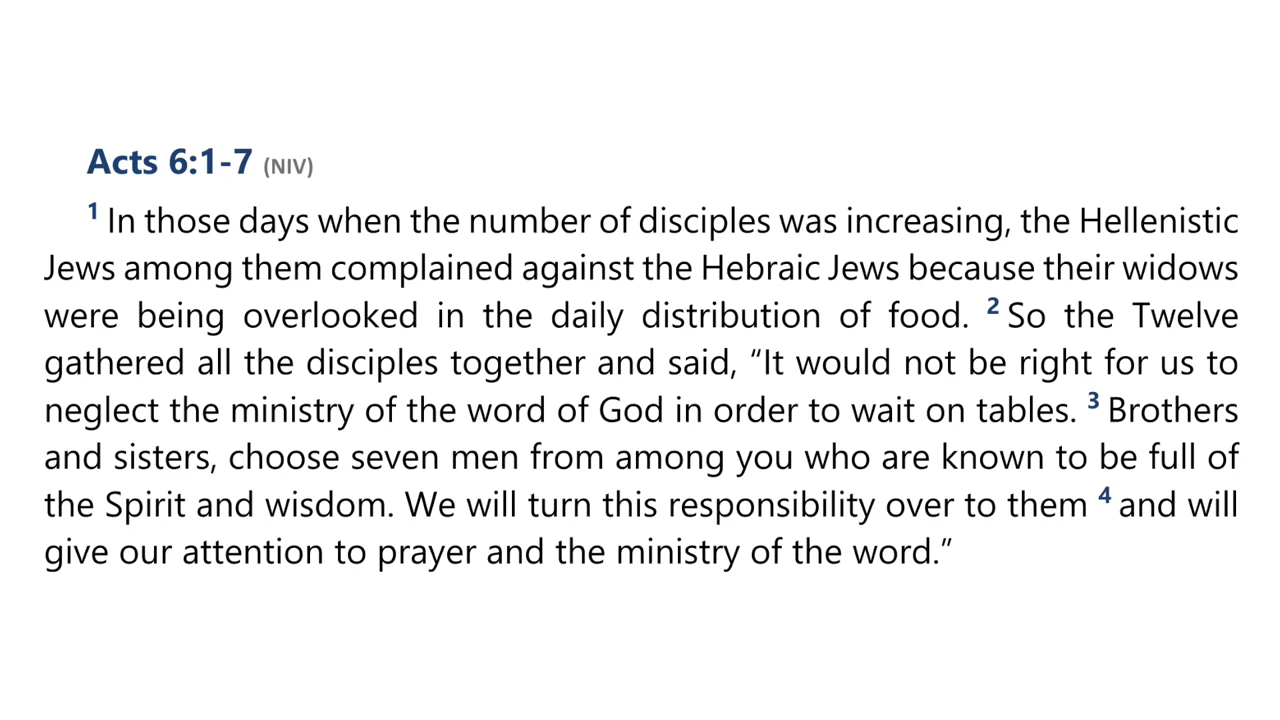 Acts 6:1-7 (NIV)
1 In those days when the number of disciples was increasing, the Hellenistic
Jews among them complained against the Hebraic Jews because their widows
were being overlooked in the daily distribution of food. 2 So the Twelve
gathered all the disciples together and said, “It would not be right for us to
neglect the ministry of the word of God in order to wait on tables. 3 Brothers
and sisters, choose seven men from among you who are known to be full of
the Spirit and wisdom. We will turn this responsibility over to them 4 and will
give our attention to prayer and the ministry of the word.”